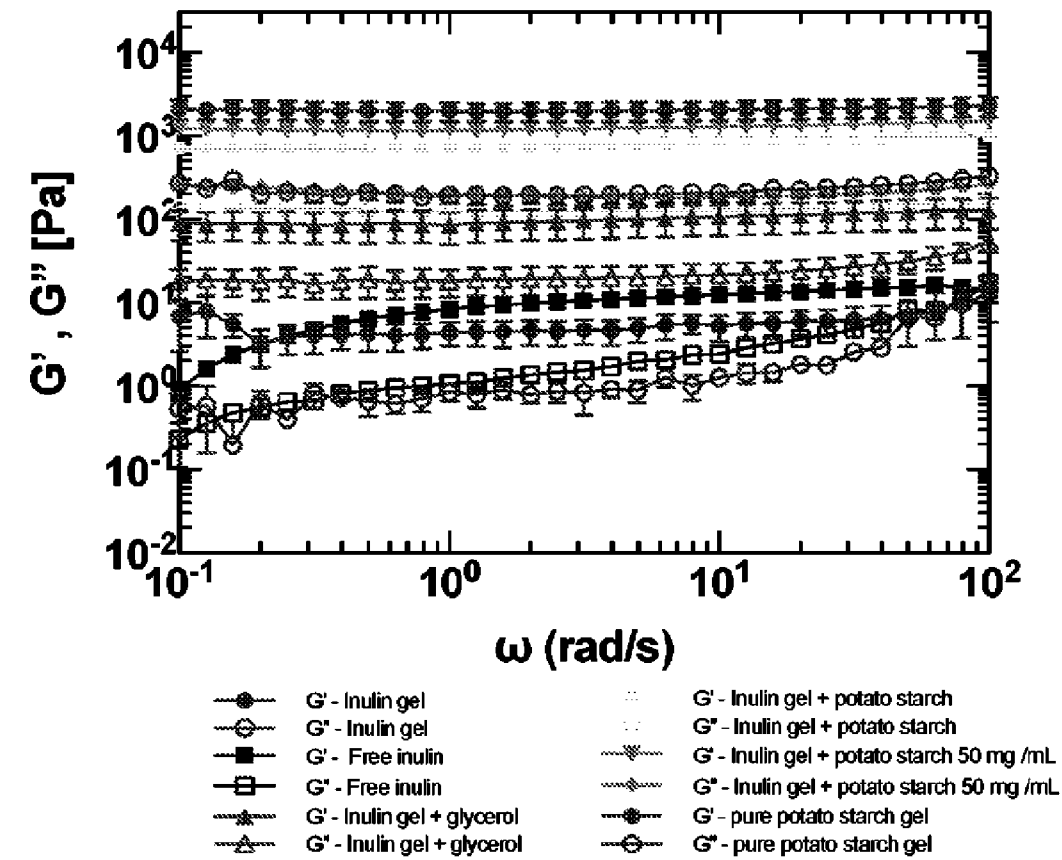 10⁴
10³
10²
10¹
10⁰
10⁻¹
10⁻²
G' , G'' [Pa]
10⁻¹ 10⁰ 10¹ 10²
ω (rad/s)
G' - Inulin gel
G'' - Inulin gel
G' - Free inulin
G'' - Free inulin
G' - Inulin gel + glycerol
G'' - Inulin gel + glycerol
G' - Inulin gel + potato starch
G'' - Inulin gel + potato starch
G' - Inulin gel + potato starch 50 mg /mL
G'' - Inulin gel + potato starch 50 mg /mL
G' - pure potato starch gel
G'' - pure potato starch gel